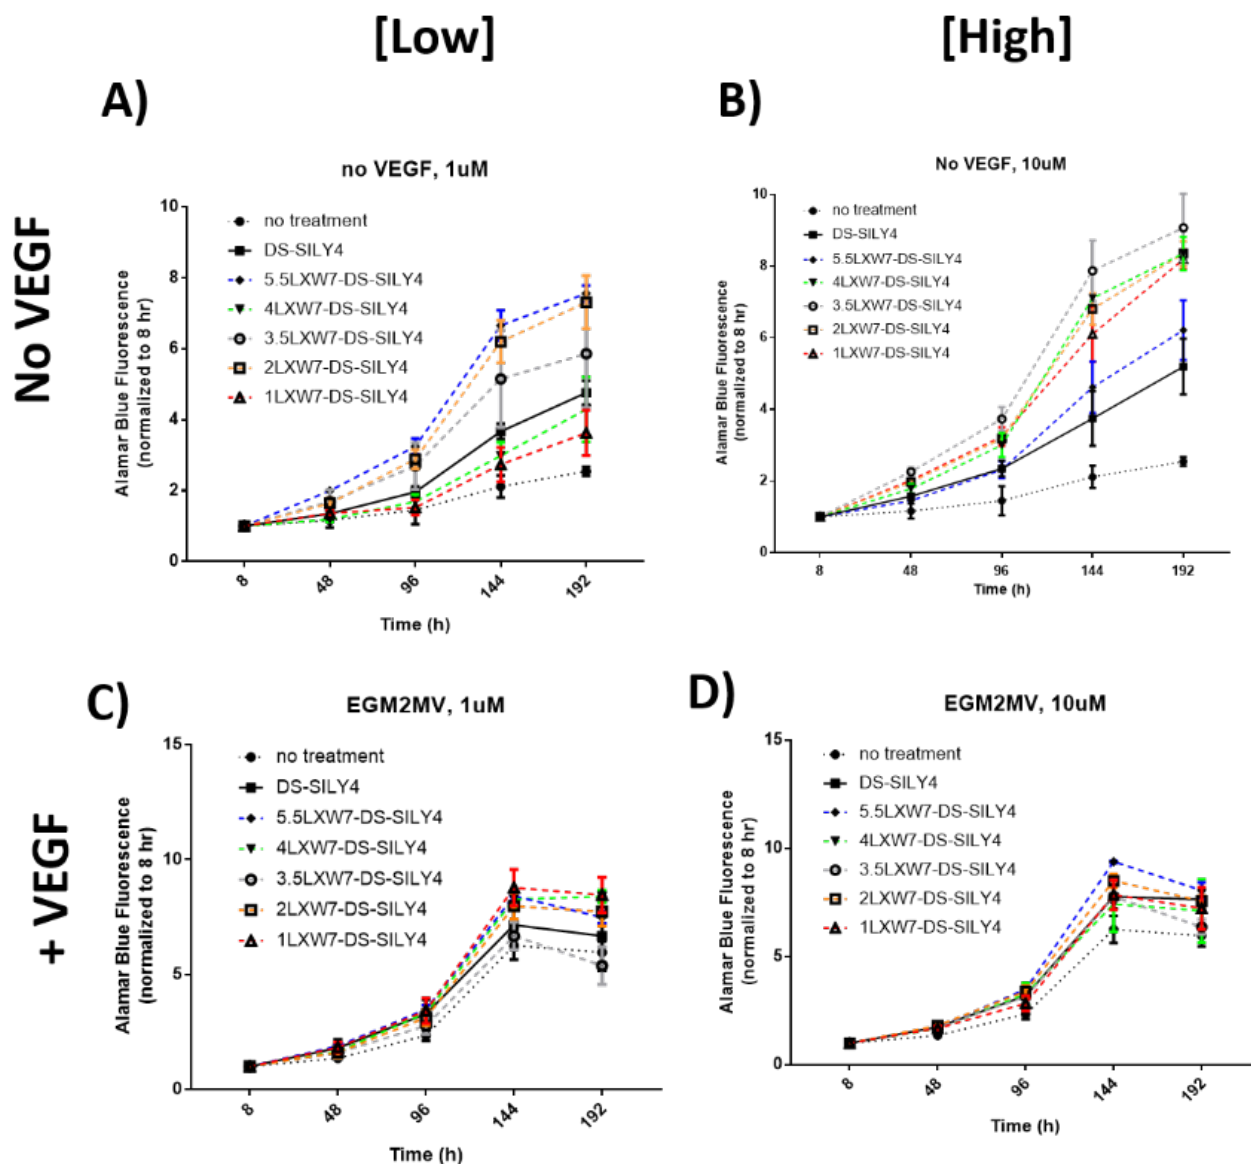 [Low]
[High]
No VEGF
+ VEGF
A)
no VEGF, 1uM
Alamar Blue Fluorescence
(normalized to 8 hr)
10
8
6
4
2
0
no treatment
DS-SILY4
5.5LXW7-DS-SILY4
4LXW7-DS-SILY4
3.5LXW7-DS-SILY4
2LXW7-DS-SILY4
1LXW7-DS-SILY4
8
48
96
144
192
Time (h)
B)
No VEGF, 10uM
Alamar Blue Fluorescence
(normalized to 8 hr)
10
8
6
4
2
0
no treatment
DS-SILY4
5.5LXW7-DS-SILY4
4LXW7-DS-SILY4
3.5LXW7-DS-SILY4
2LXW7-DS-SILY4
1LXW7-DS-SILY4
8
48
96
144
192
Time (h)
C)
EGM2MV, 1uM
Alamar Blue Fluorescence
(normalized to 8 hr)
15
10
5
0
no treatment
DS-SILY4
5.5LXW7-DS-SILY4
4LXW7-DS-SILY4
3.5LXW7-DS-SILY4
2LXW7-DS-SILY4
1LXW7-DS-SILY4
8
48
96
144
192
Time (h)
D)
EGM2MV, 10uM
Alamar Blue Fluorescence
(normalized to 8 hr)
15
10
5
0
no treatment
DS-SILY4
5.5LXW7-DS-SILY4
4LXW7-DS-SILY4
3.5LXW7-DS-SILY4
2LXW7-DS-SILY4
1LXW7-DS-SILY4
8
48
96
144
192
Time (h)